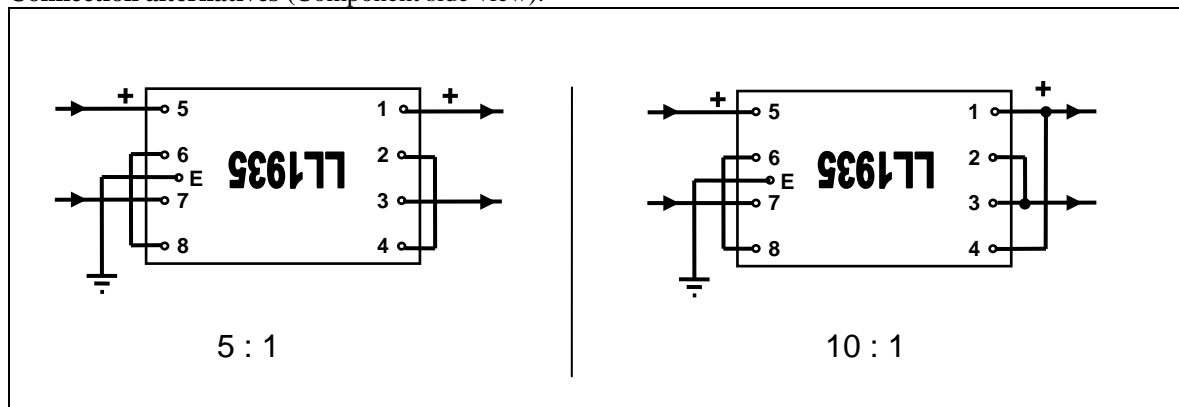 Connection alternatives (Component side view):
+ +
5 1
6 2
E
LL1935
7 3
8 4
5 : 1
+ +
5 1
6 2
E
LL1935
7 3
8 4
10 : 1